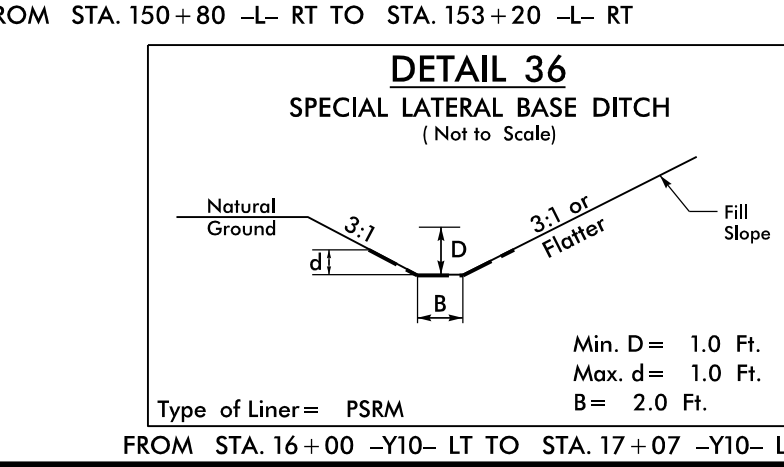 ROM STA. 150+80 –L– RT TO STA. 153+20 –L– RT
DETAIL 36
SPECIAL LATERAL BASE DITCH
( Not to Scale)
Natural
Ground
3:1
D
d
B
3:1 or
Flatter
Fill
Slope
Min. D= 1.0 Ft.
Max. d= 1.0 Ft.
B= 2.0 Ft.
Type of Liner= PSRM
FROM STA. 16+00 –Y10– LT TO STA. 17+07 –Y10– L